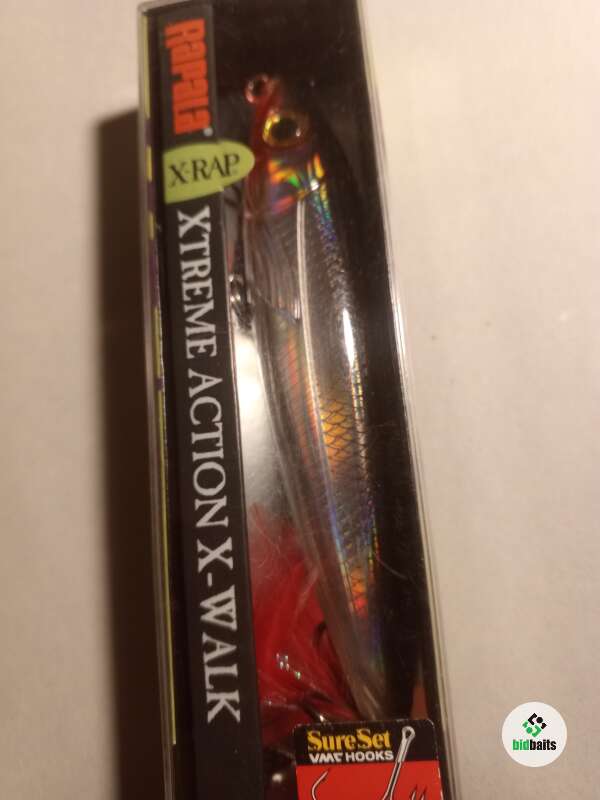 RAPALA®
X-RAP
XTREME ACTION X-WALK
SureSet
VMC HOOKS
bidbaits